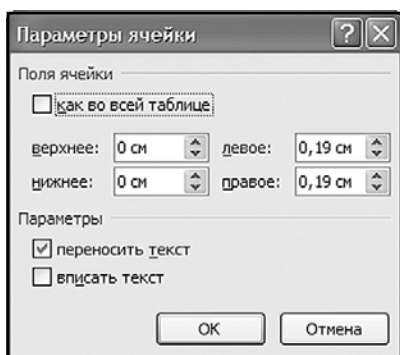 Параметры ячейки
Поля ячейки
как во всей таблице
верхнее: 0 см левое: 0,19 см
нижнее: 0 см правое: 0,19 см
Параметры
переносить текст
вписать текст
ОК Отмена